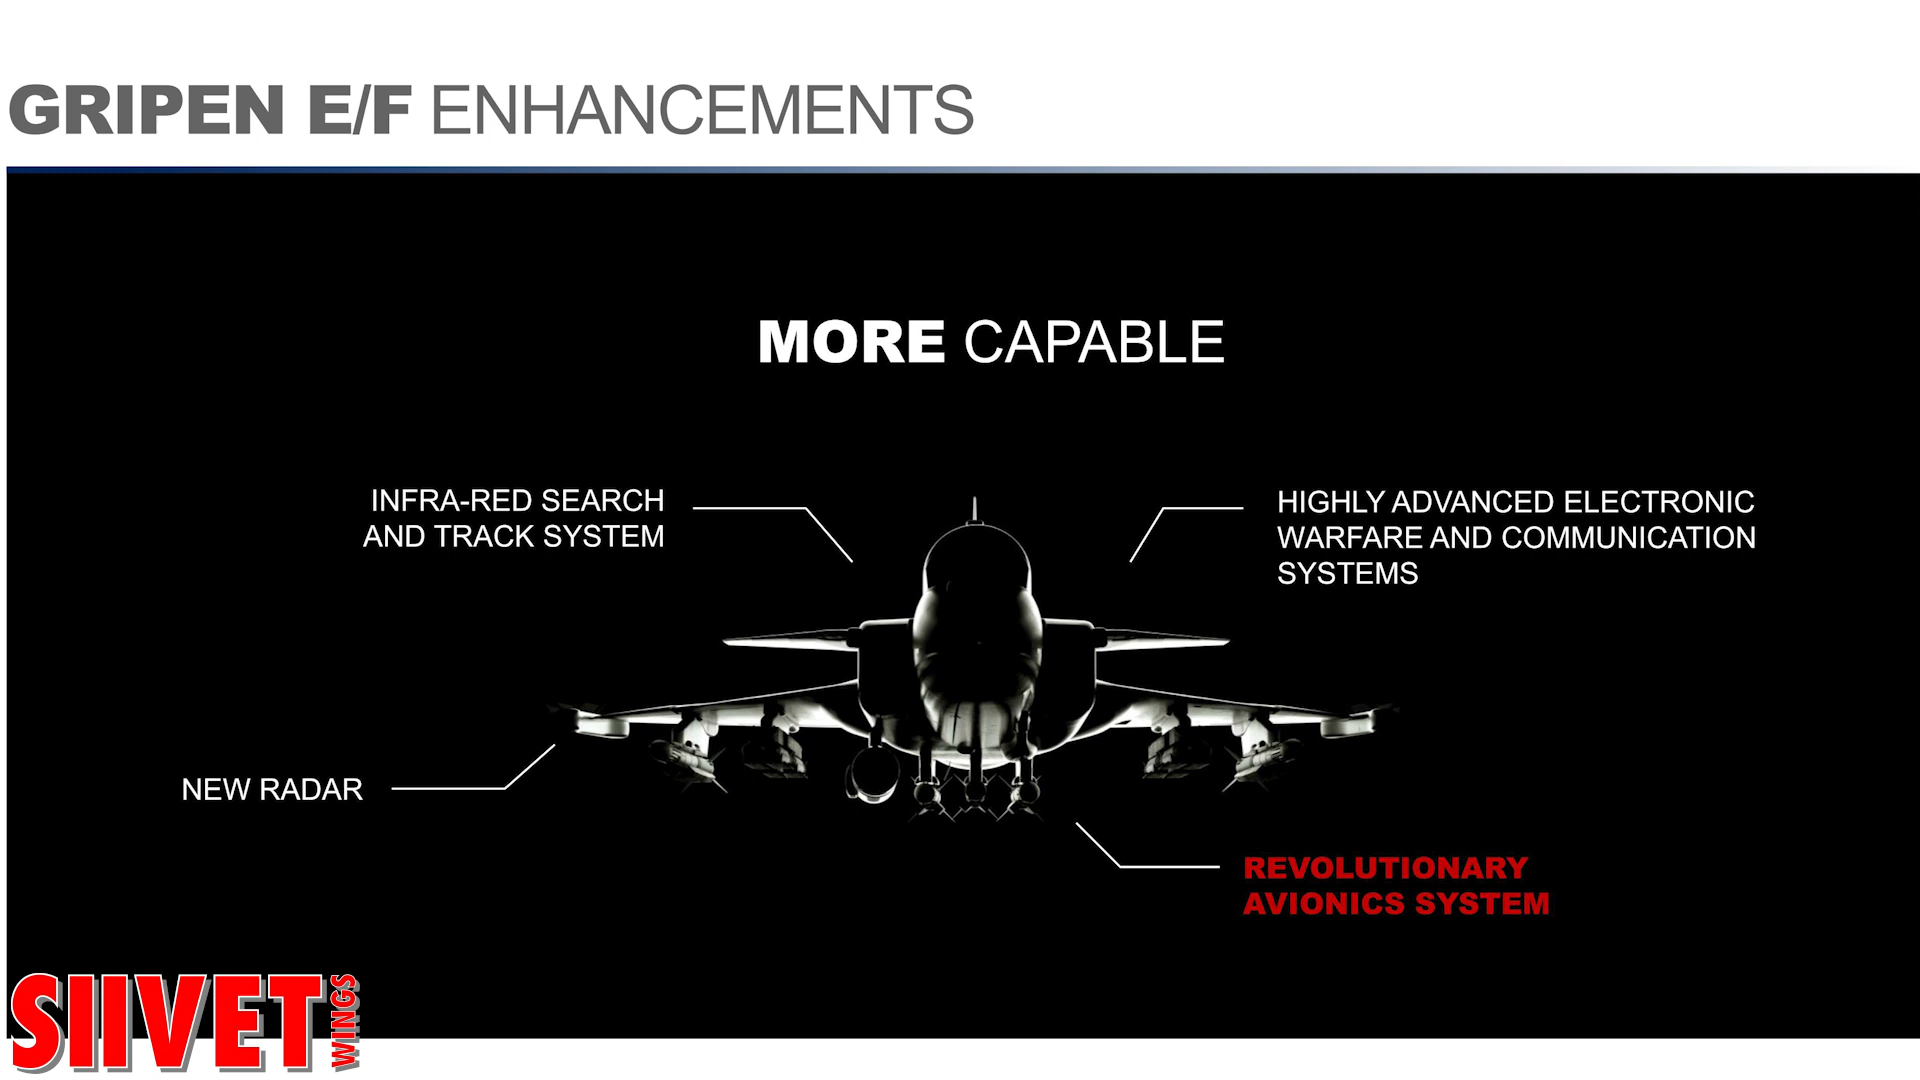 GRIPEN E/F ENHANCEMENTS
MORE CAPABLE
INFRA-RED SEARCH
AND TRACK SYSTEM
HIGHLY ADVANCED ELECTRONIC
WARFARE AND COMMUNICATION
SYSTEMS
NEW RADAR
REVOLUTIONARY
AVIONICS SYSTEM
SIIVET
WINGS